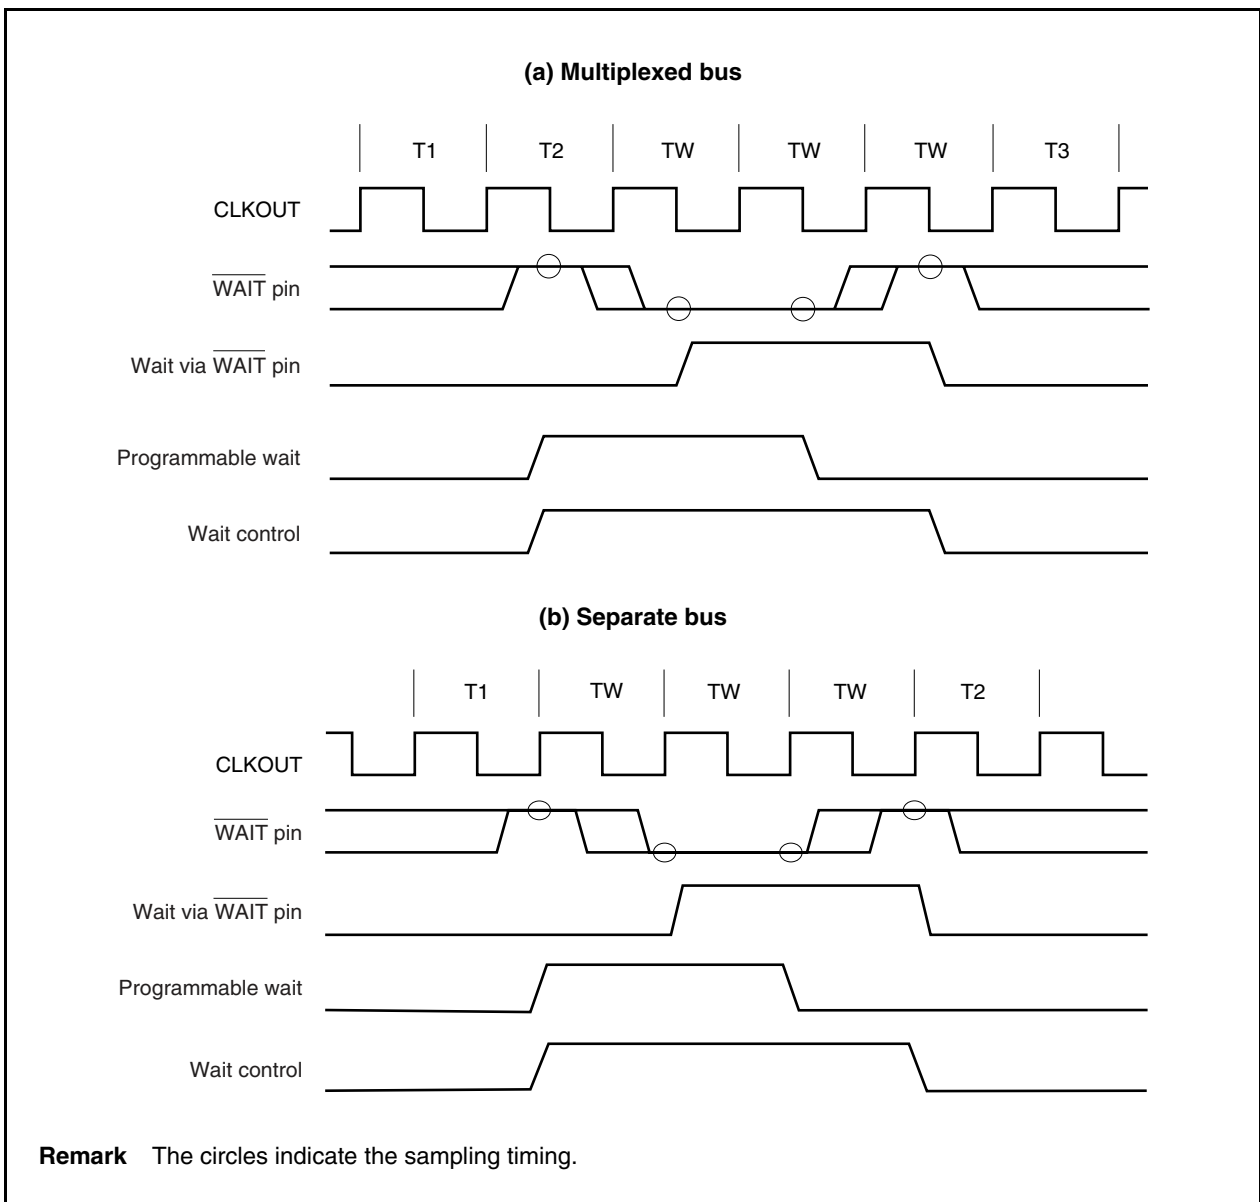 (a) Multiplexed bus
T1 T2 TW TW TW T3
CLKOUT
WAIT pin
Wait via WAIT pin
Programmable wait
Wait control
(b) Separate bus
T1 TW TW TW T2
CLKOUT
WAIT pin
Wait via WAIT pin
Programmable wait
Wait control
Remark The circles indicate the sampling timing.